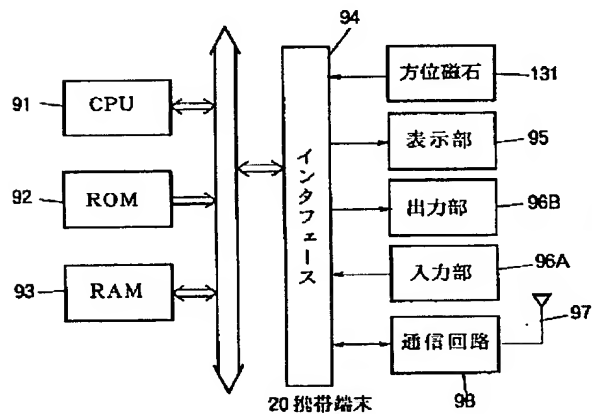 94
方位磁石
131
91
CPU
表示部
95
92
ROM
インタフェース
出力部
96B
93
RAM
入力部
96A
通信回路
97
98
20 携帯端末